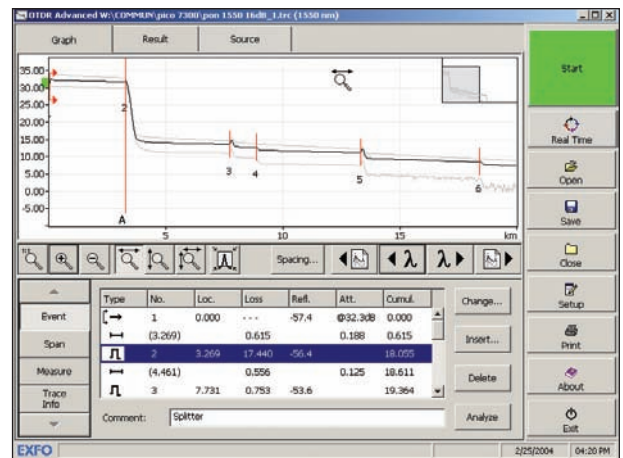 OTDR Advanced W:\COMMUN\pico 7300\pon 1550 16dB_1.trc (1550 nm)
Graph Result Source
35.00
30.00
25.00
20.00
15.00
10.00
5.00
0.00
-5.00
2
3
4
5
6
A
5 10 15 km
1:1
Spacing...
λ λ
Event
Span
Measure
Trace Info
Type No. Loc. Loss Refl. Att. Cumul.
1 0.000 --- -57.4 @32.3dB 0.000
(3.269) 0.615 0.188 0.615
2 3.269 17.440 -56.4 18.055
(4.461) 0.556 0.125 18.611
3 7.731 0.753 -53.6 19.364
Comment: Splitter
Change...
Insert...
Delete
Analyze
Start
Real Time
Open
Save
Close
Setup
Print
About
Exit
EXFO 2/25/2004 04:20 PM